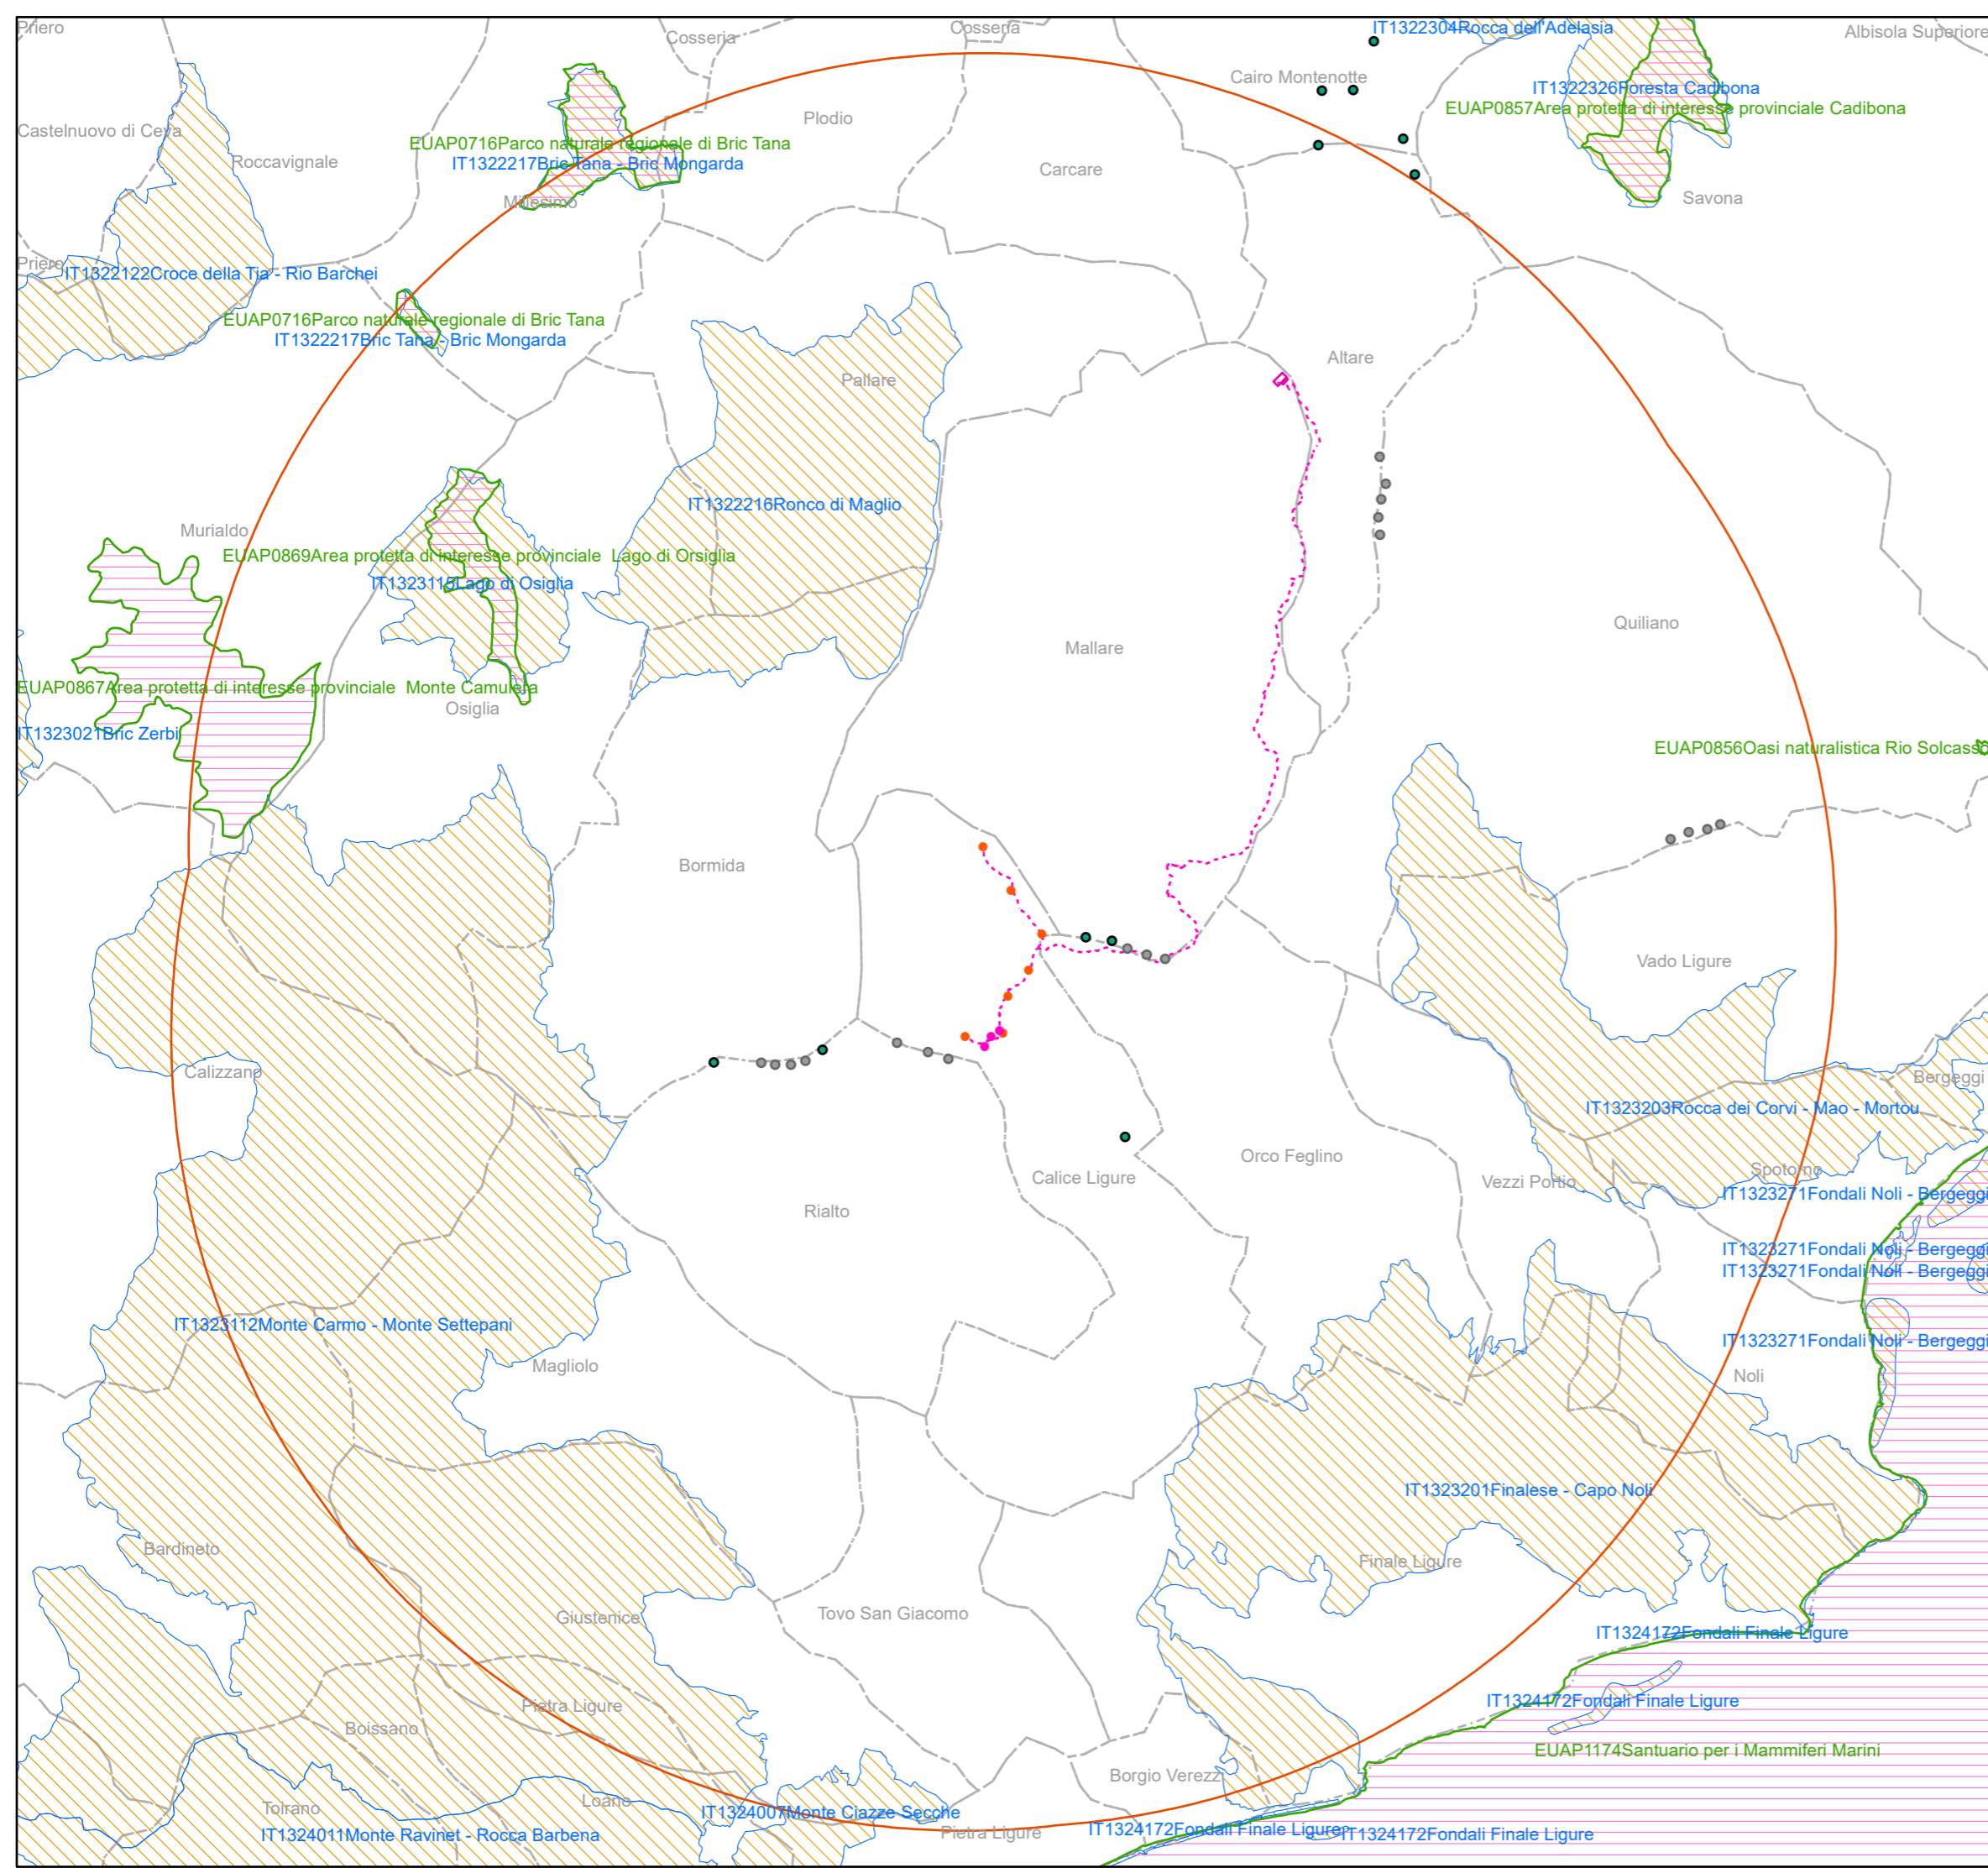 Priero
Cosseria
Cosseria
IT1322304Rocca dell'Adelasia
Albisola Superiore
Cairo Montenotte
IT1322326Foresta Cadibona
EUAP0857Area protetta di interesse provinciale Cadibona
Plodio
Castelnuovo di Ceva
EUAP0716Parco naturale regionale di Bric Tana
Roccavignale
IT1322217Bric Tana - Bric Mongarda
Carcare
Millesimo
Savona
Priero
IT1322122Croce della Tia - Rio Barchei
EUAP0716Parco naturale regionale di Bric Tana
IT1322217Bric Tana - Bric Mongarda
Altare
Pallare
IT1322216Ronco di Maglio
Murialdo
EUAP0869Area protetta di interesse provinciale  Lago di Orsiglia
IT1323115Lago di Osiglia
Quiliano
Mallare
EUAP0867Area protetta di interesse provinciale  Monte Camulera
Osiglia
IT1323021Bric Zerbi
EUAP0856Oasi naturalistica Rio Solcasso
Bormida
Vado Ligure
Calizzano
Bergeggi
IT1323203Rocca dei Corvi - Mao - Mortou
Orco Feglino
Spotorno
Calice Ligure
Vezzi Portio
IT1323271Fondali Noli - Bergeggi
Rialto
IT1323271Fondali Noli - Bergeggi
IT1323271Fondali Noli - Bergeggi
IT1323112Monte Carmo - Monte Settepani
IT1323271Fondali Noli - Bergeggi
Magliolo
Noli
IT1323201Finalese - Capo Noli
Bardineto
Finale Ligure
Giustenice
Tovo San Giacomo
IT1324172Fondali Finale Ligure
Pietra Ligure
IT1324172Fondali Finale Ligure
Boissano
EUAP1174Santuario per i Mammiferi Marini
Borgio Verezzi
Loano
Toirano
IT1324007Monte Ciazze Secche
IT1324011Monte Ravinet - Rocca Barbena
Pietra Ligure
IT1324172Fondali Finale Ligure
IT1324172Fondali Finale Ligure